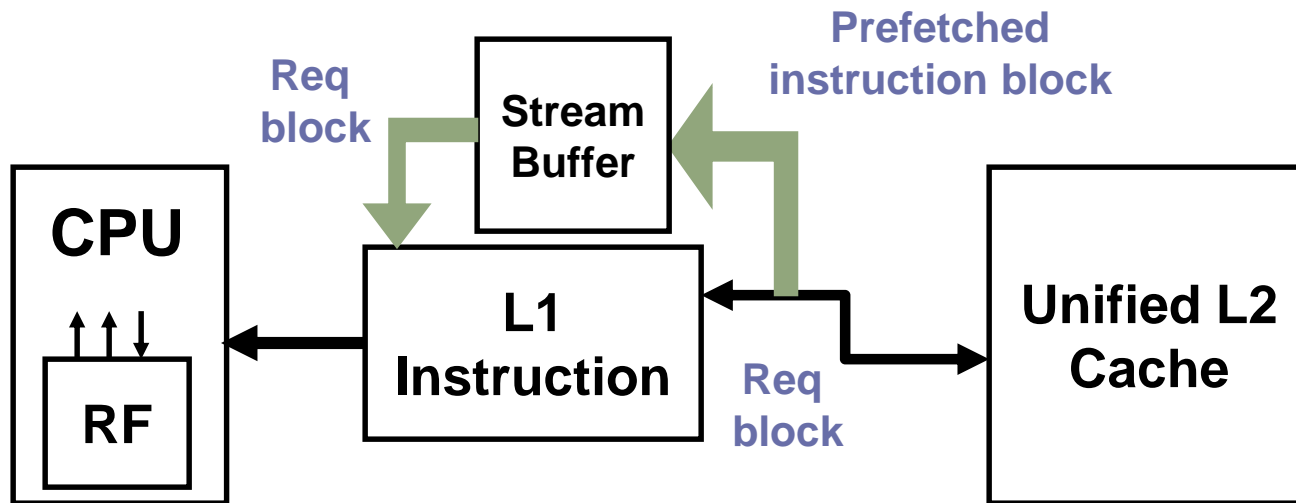 Prefetched
instruction block
Req
block
Stream
Buffer
CPU
RF
L1
Instruction
Req
block
Unified L2
Cache